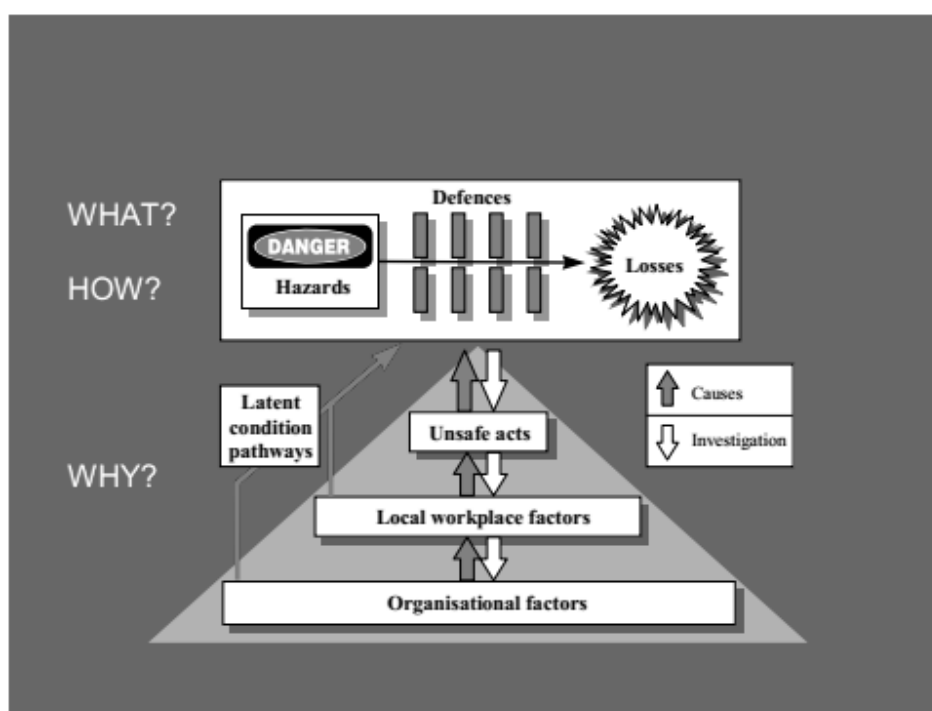 WHAT?
HOW?
WHY?
Defences
DANGER
Hazards
Losses
Latent
condition
pathways
Unsafe acts
Local workplace factors
Organisational factors
Causes
Investigation